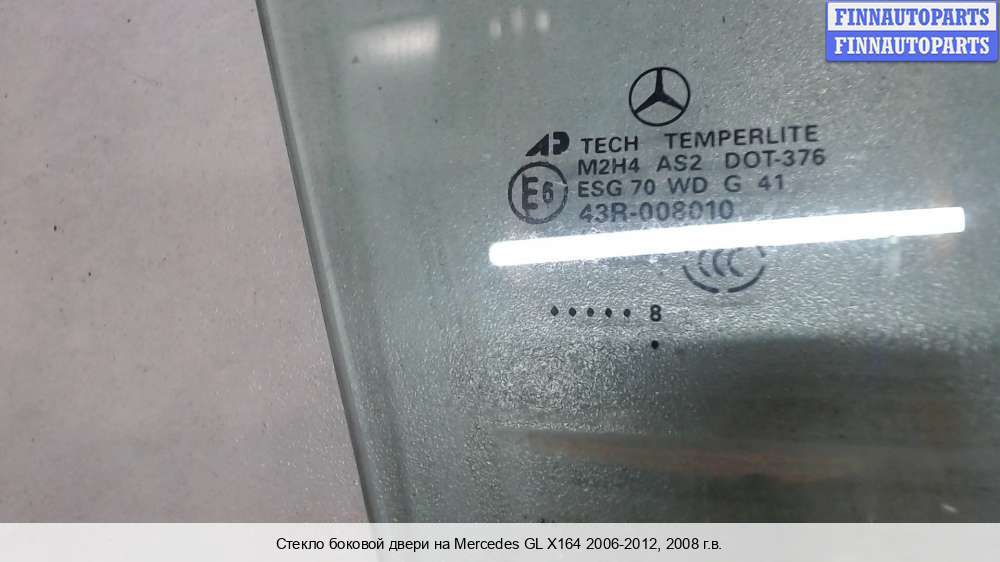 FINNAUTOPARTS
FINNAUTOPARTS
AP TECH TEMPERLITE
M2H4 AS2 DOT-376
E6 ESG 70 WD G 41
43R-008010
CCC
• • • • • 8
•
Стекло боковой двери на Mercedes GL X164 2006-2012, 2008 г.в.